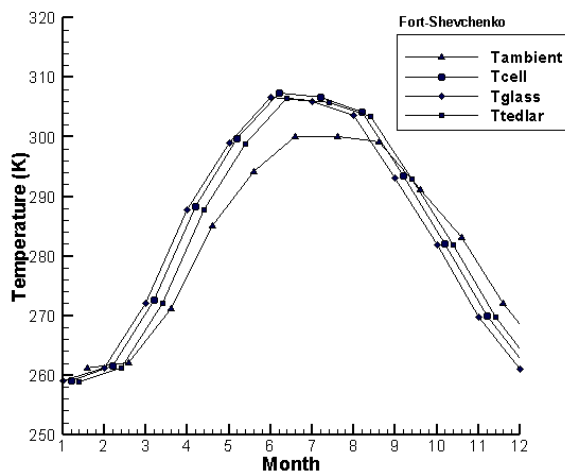 Fort-Shevchenko
Tambient
Tcell
Tglass
Ttedlar
Temperature (K)
320
310
300
290
280
270
260
250
1 2 3 4 5 6 7 8 9 10 11 12
Month